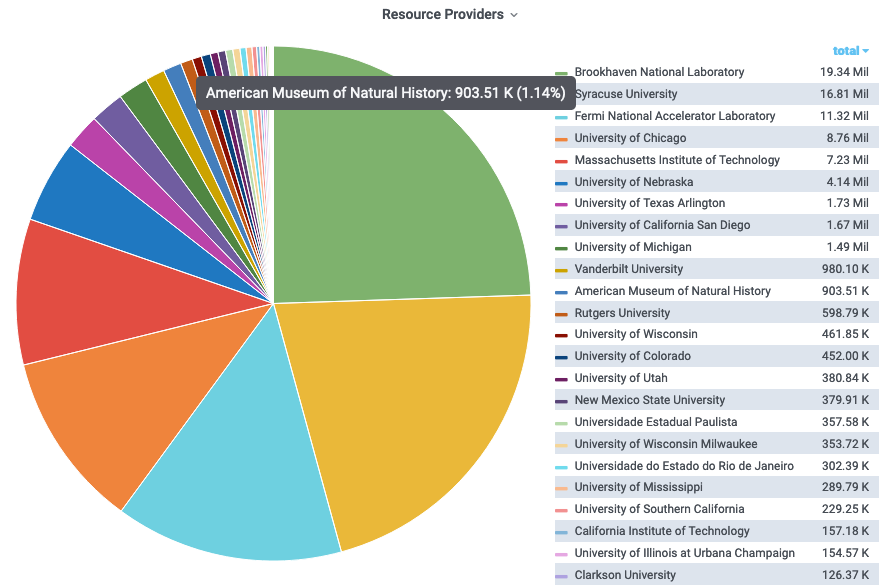 Resource Providers
total
American Museum of Natural History: 903.51 K (1.14%)
Brookhaven National Laboratory 19.34 Mil
Syracuse University 16.81 Mil
Fermi National Accelerator Laboratory 11.32 Mil
University of Chicago 8.76 Mil
Massachusetts Institute of Technology 7.23 Mil
University of Nebraska 4.14 Mil
University of Texas Arlington 1.73 Mil
University of California San Diego 1.67 Mil
University of Michigan 1.49 Mil
Vanderbilt University 980.10 K
American Museum of Natural History 903.51 K
Rutgers University 598.79 K
University of Wisconsin 461.85 K
University of Colorado 452.00 K
University of Utah 380.84 K
New Mexico State University 379.91 K
Universidade Estadual Paulista 357.58 K
University of Wisconsin Milwaukee 353.72 K
Universidade do Estado do Rio de Janeiro 302.39 K
University of Mississippi 289.79 K
University of Southern California 229.25 K
California Institute of Technology 157.18 K
University of Illinois at Urbana Champaign 154.57 K
Clarkson University 126.37 K